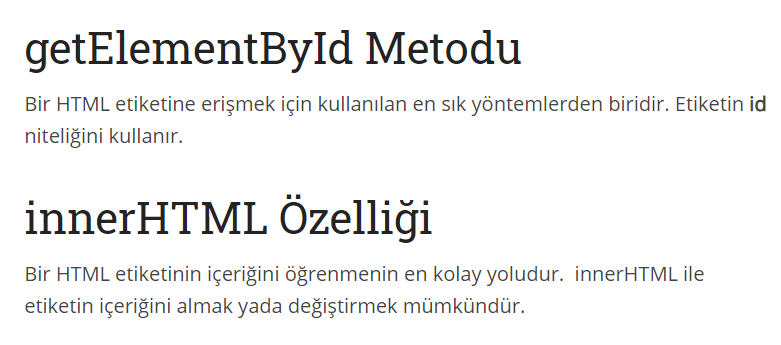 getElementById Metodu
Bir HTML etiketine erişmek için kullanılan en sık yöntemlerden biridir. Etiketin id
niteliğini kullanır.
innerHTML Özelliği
Bir HTML etiketinin içeriğini öğrenmenin en kolay yoludur.  innerHTML ile
etiketin içeriğini almak yada değiştirmek mümkündür.